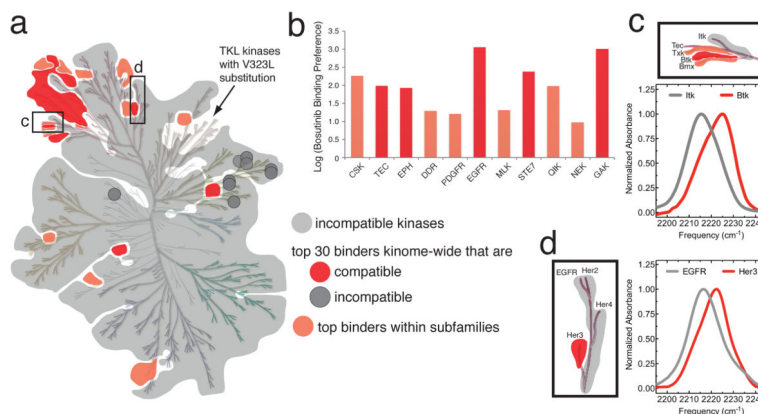 a
d
c
TKL kinases
with V323L
substitution
b
Log (Bosutinib Binding Preference)
3.5
3.0
2.5
2.0
1.5
1.0
0.5
0.0
CSK
TEC
EPH
DDR
PDGFR
EGFR
MLK
STE7
QIK
NEK
GAK
incompatible kinases
top 30 binders kinome-wide that are
compatible
incompatible
top binders within subfamilies
c
Itk
Tec
Txk
Btk
Bmx
Itk Btk
Normalized Absorbance
1.25
1.00
0.75
0.50
0.25
0.00
2200 2210 2220 2230
Frequency (cm-1)
d
EGFR Her2
Her4
Her3
EGFR Her3
Normalized Absorbance
1.25
1.00
0.75
0.50
0.25
0.00
2200 2210 2220 2230
Frequency (cm-1)